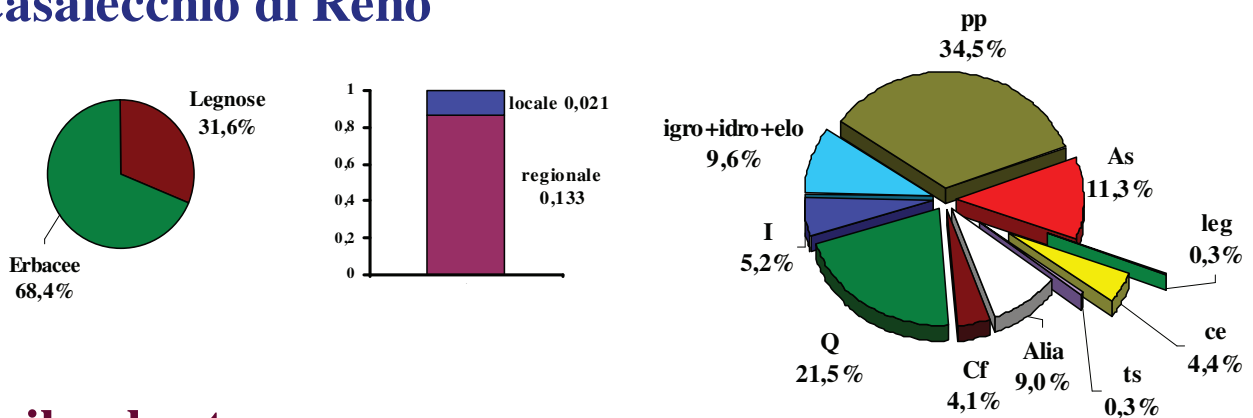 asalecchio di Reno
Legnose
31,6%
Erbacee
68,4%
1
0,8
0,6
0,4
0,2
0
locale 0,021
regionale
0,133
pp
34,5%
igro+idro+elo
9,6%
As
11,3%
leg
0,3%
I
5,2%
ce
4,4%
Q
21,5%
Cf
4,1%
Alia
9,0%
ts
0,3%